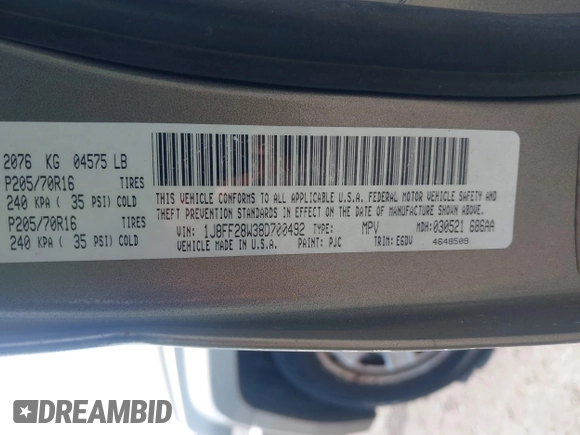 2076 KG 04575 LB
P205/70R16 TIRES
240 KPA ( 35 PSI) COLD
P205/70R16 TIRES
240 KPA ( 35 PSI) COLD
THIS VEHICLE CONFORMS TO ALL APPLICABLE U.S.A. FEDERAL MOTOR VEHICLE SAFETY AND
THEFT PREVENTION STANDARDS IN EFFECT ON THE DATE OF MANUFACTURE SHOWN ABOVE.
VIN: 1J8FF28W38D700492 TYPE: MPV MDH: 030521 686AA
VEHICLE MADE IN U.S.A. PAINT: PJC TRIM: E6DV 4648509
DREAMBID